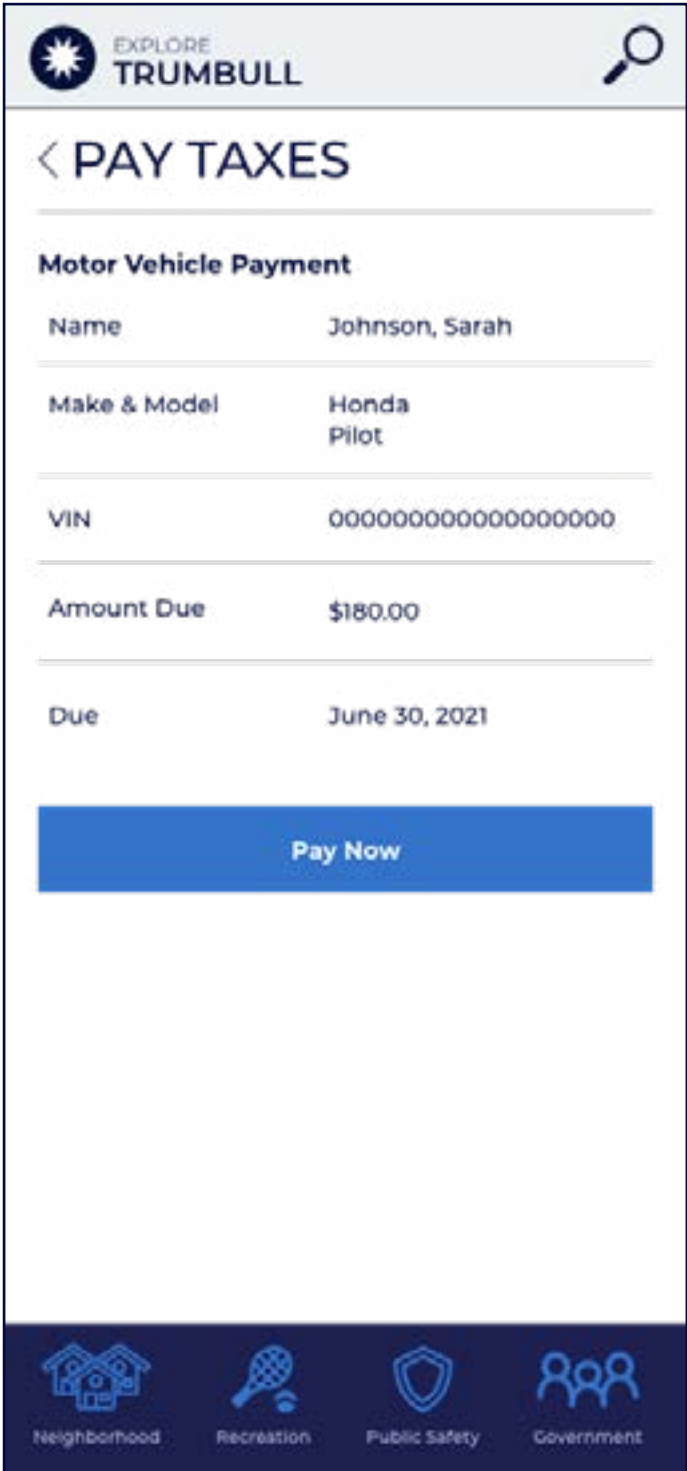 EXPLORE
TRUMBULL
< PAY TAXES
Motor Vehicle Payment
Name Johnson, Sarah
Make & Model Honda
Pilot
VIN 000000000000000000
Amount Due $180.00
Due June 30, 2021
Pay Now
Neighborhood Recreation Public Safety Government